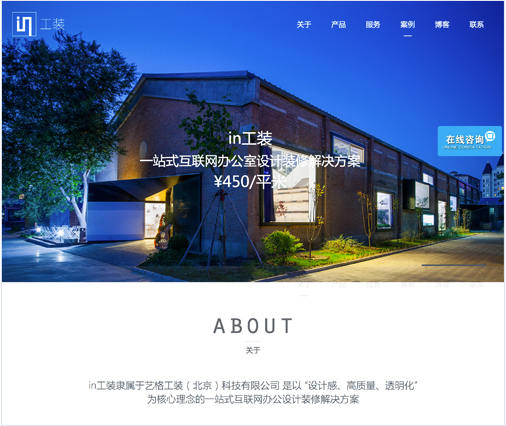 in 工装
关于 产品 服务 案例 博客 联系
in工装
一站式互联网办公室设计装修解决方案
¥450/平米
在线咨询
ONLINE CONSULTATION
ABOUT
关于
in工装隶属于艺格工装（北京）科技有限公司 是以 “设计感、高质量、透明化”
为核心理念的一站式互联网办公设计装修解决方案